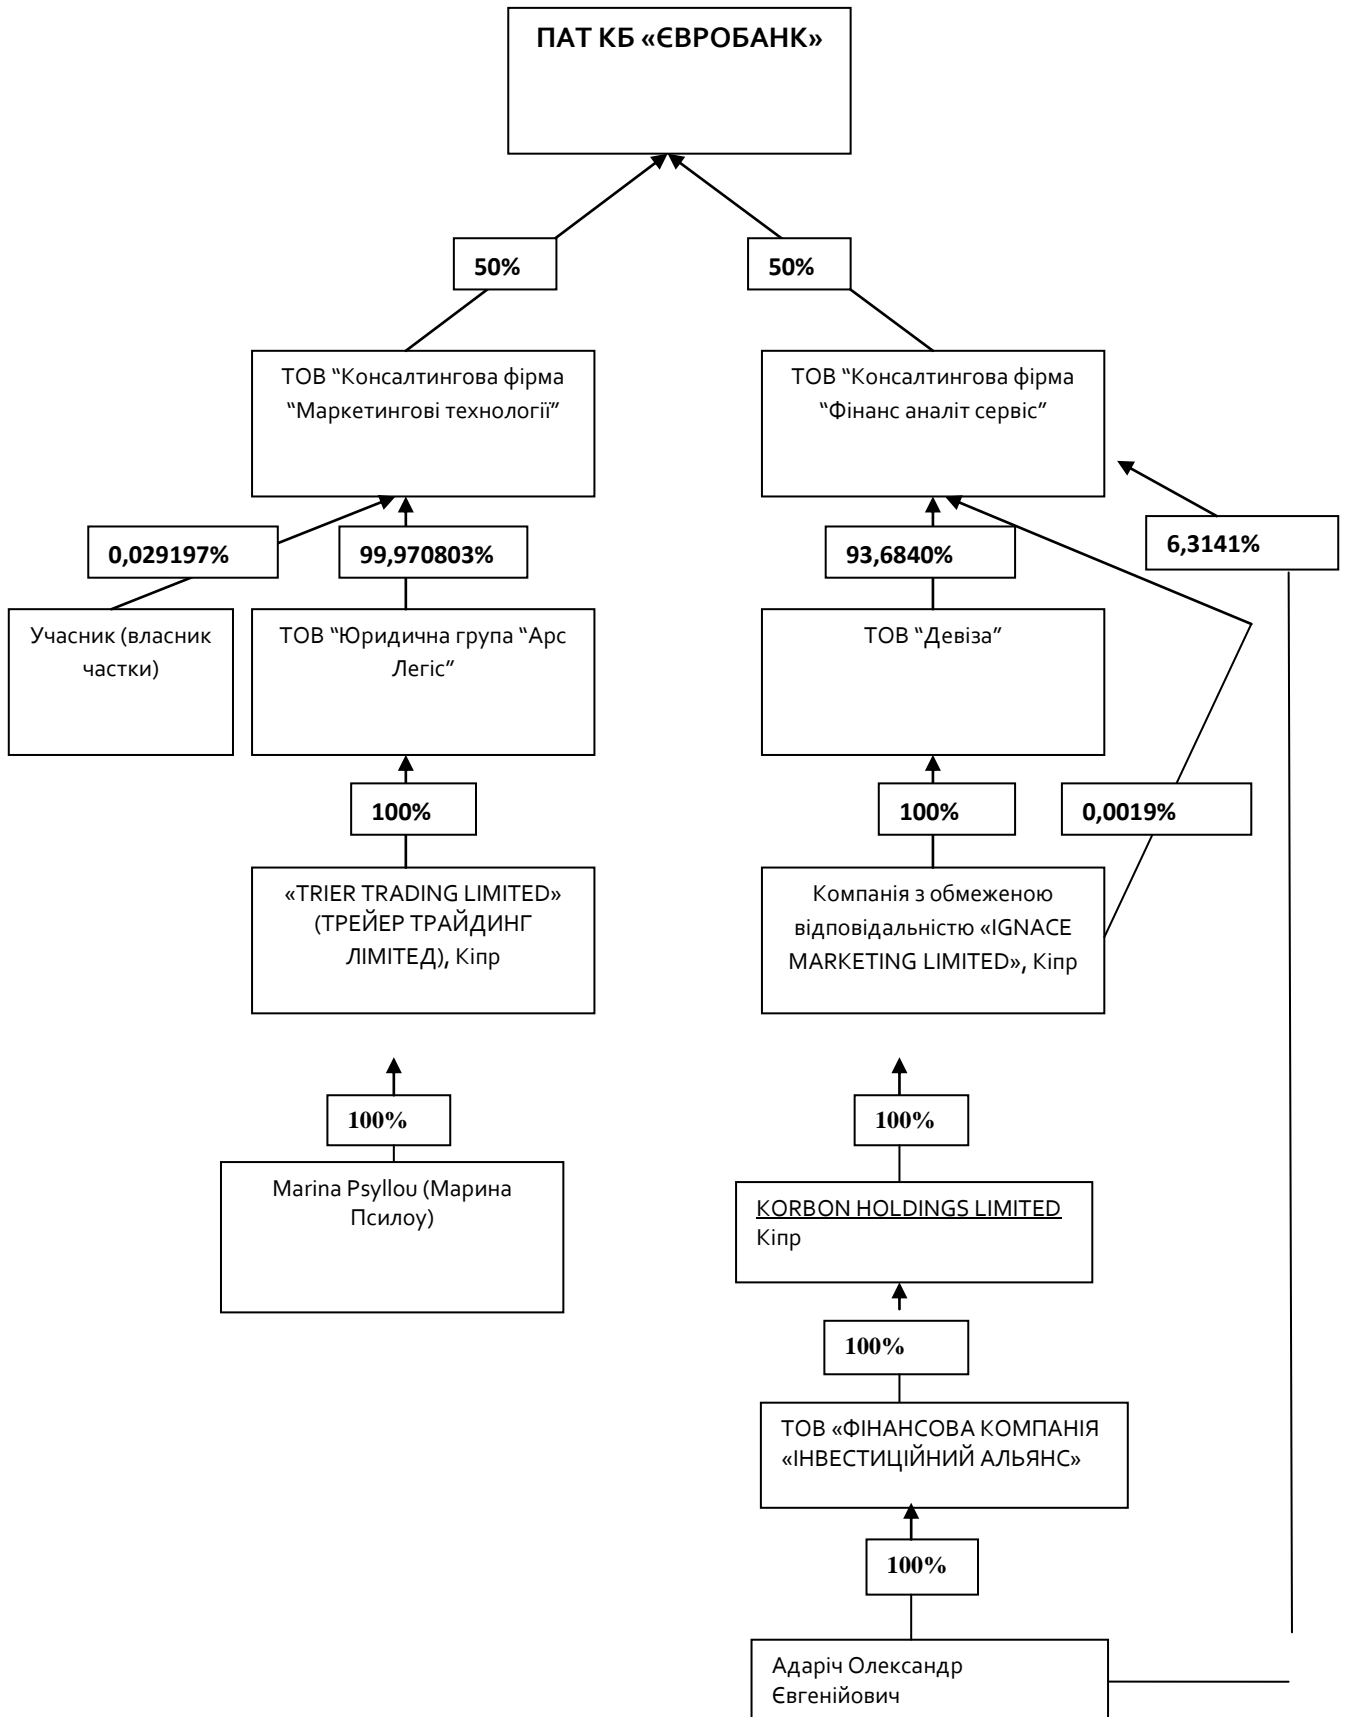 ПАТ КБ «ЄВРОБАНК»
50%
50%
ТОВ “Консалтингова фірма
“Маркетингові технології”
ТОВ “Консалтингова фірма
“Фінанс аналіт сервіс”
0,029197%
99,970803%
93,6840%
6,3141%
Учасник (власник
частки)
ТОВ “Юридична група “Арс
Легіс”
ТОВ “Девіза”
100%
100%
0,0019%
«TRIER TRADING LIMITED»
(ТРЕЙЕР ТРАЙДИНГ
ЛІМІТЕД), Кіпр
Компанія з обмеженою
відповідальністю «IGNACE
MARKETING LIMITED», Кіпр
100%
100%
Marina Psyllou (Марина
Псилоу)
KORBON HOLDINGS LIMITED
Кіпр
100%
ТОВ «ФІНАНСОВА КОМПАНІЯ
«ІНВЕСТИЦІЙНИЙ АЛЬЯНС»
100%
Адаріч Олександр
Євгенійович